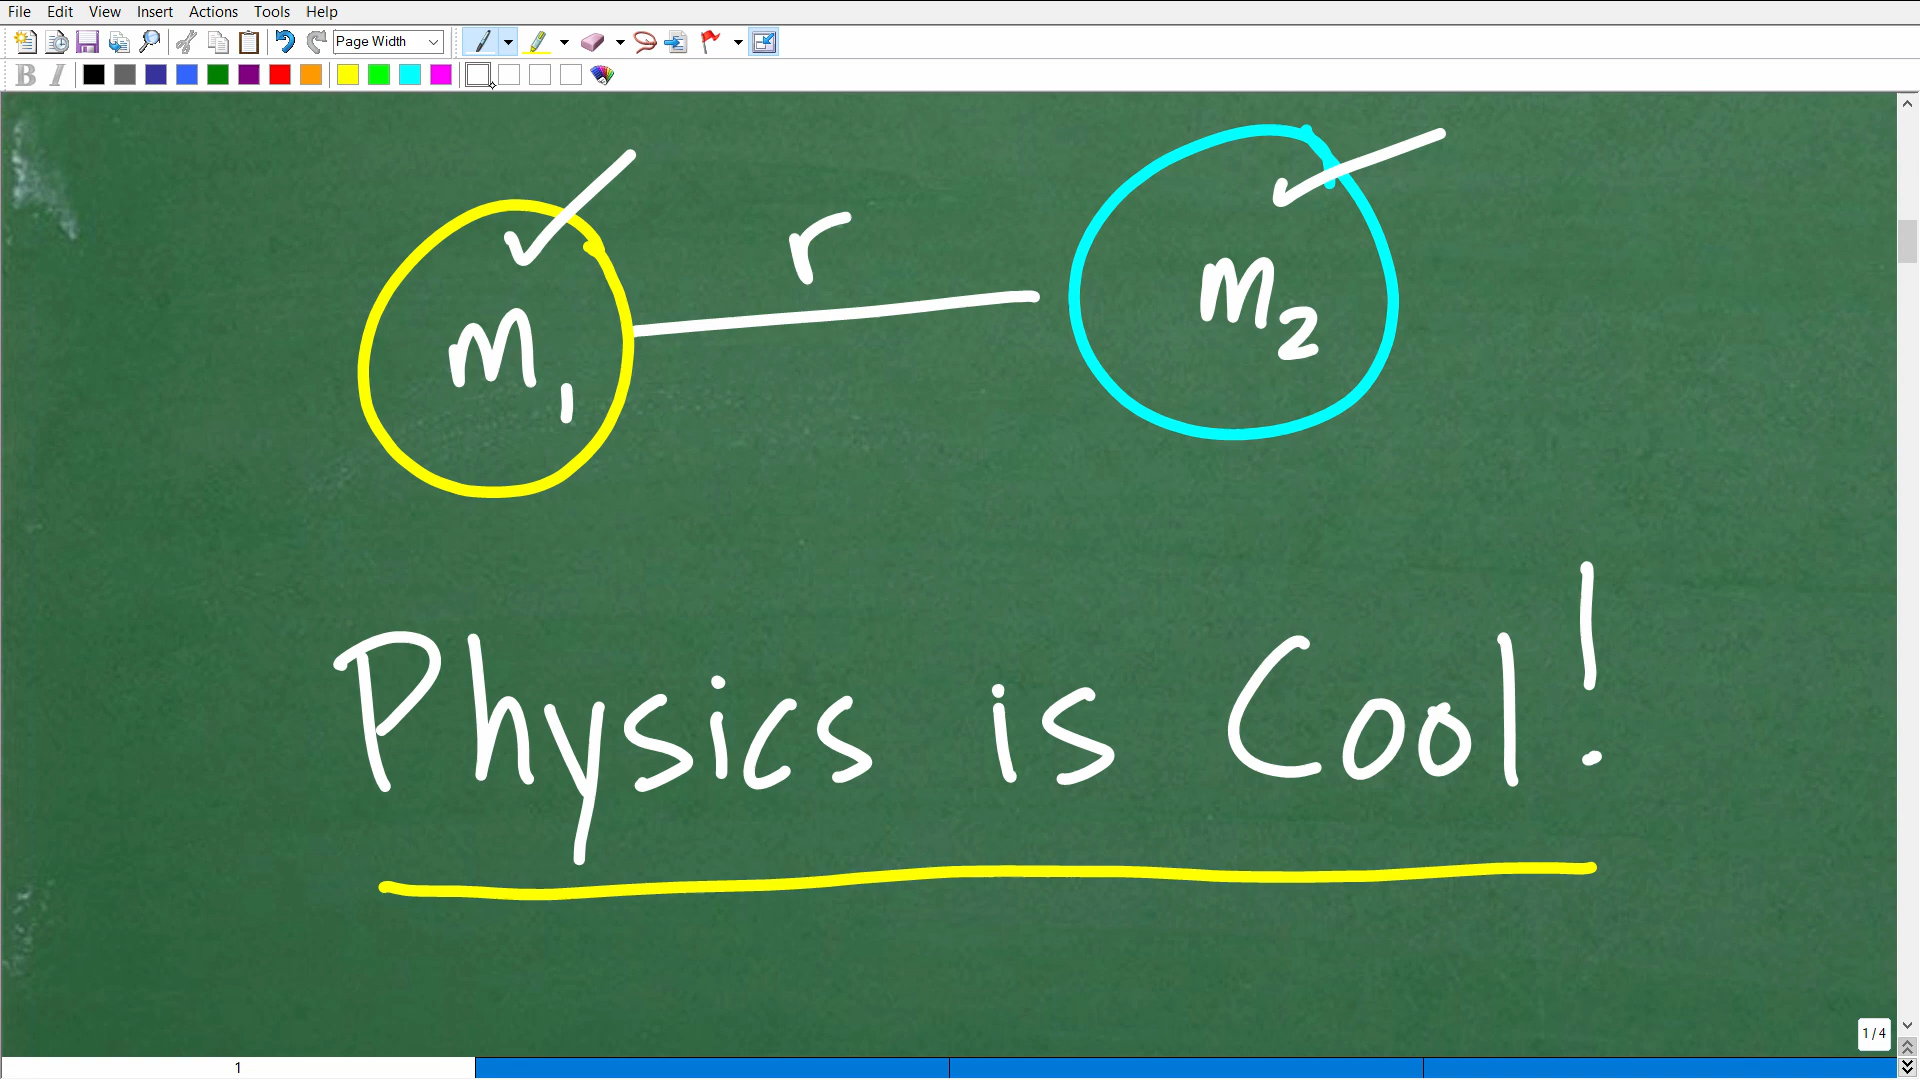 File Edit View Insert Actions Tools Help
Page Width
B I
r
m1
m2
Physics is Cool!
1 / 4
1